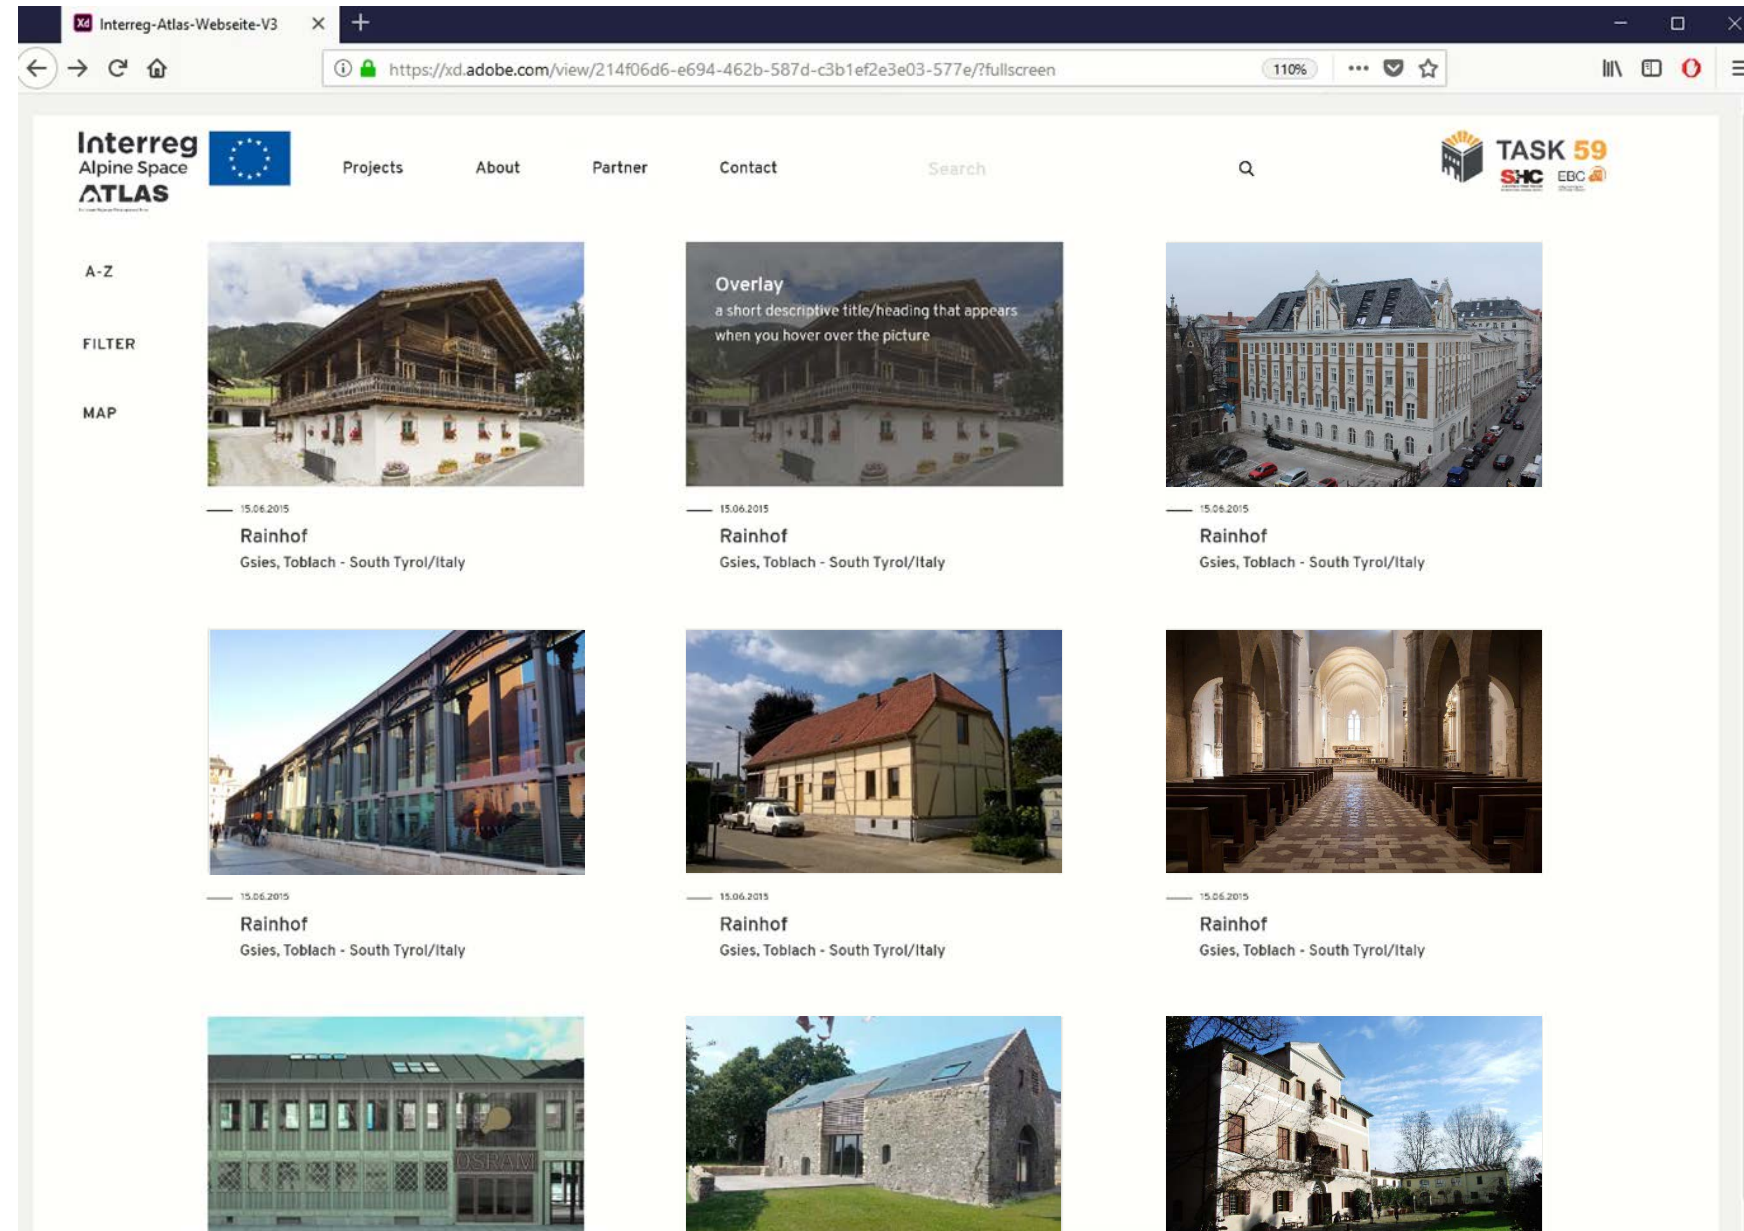 Interreg-Atlas-Webseite-V3
https://xd.adobe.com/view/214f06d6-e694-462b-587d-c3b1ef2e3e03-577e/?fullscreen
110%
Interreg
Alpine Space
ATLAS
Projects
About
Partner
Contact
Search
TASK 59
SHC EBC
A-Z
FILTER
MAP
Overlay
a short descriptive title/heading that appears
when you hover over the picture
15.06.2015
Rainhof
Gsies, Toblach - South Tyrol/Italy
15.06.2015
Rainhof
Gsies, Toblach - South Tyrol/Italy
15.06.2015
Rainhof
Gsies, Toblach - South Tyrol/Italy
15.06.2015
Rainhof
Gsies, Toblach - South Tyrol/Italy
15.06.2015
Rainhof
Gsies, Toblach - South Tyrol/Italy
15.06.2015
Rainhof
Gsies, Toblach - South Tyrol/Italy
OSRAM